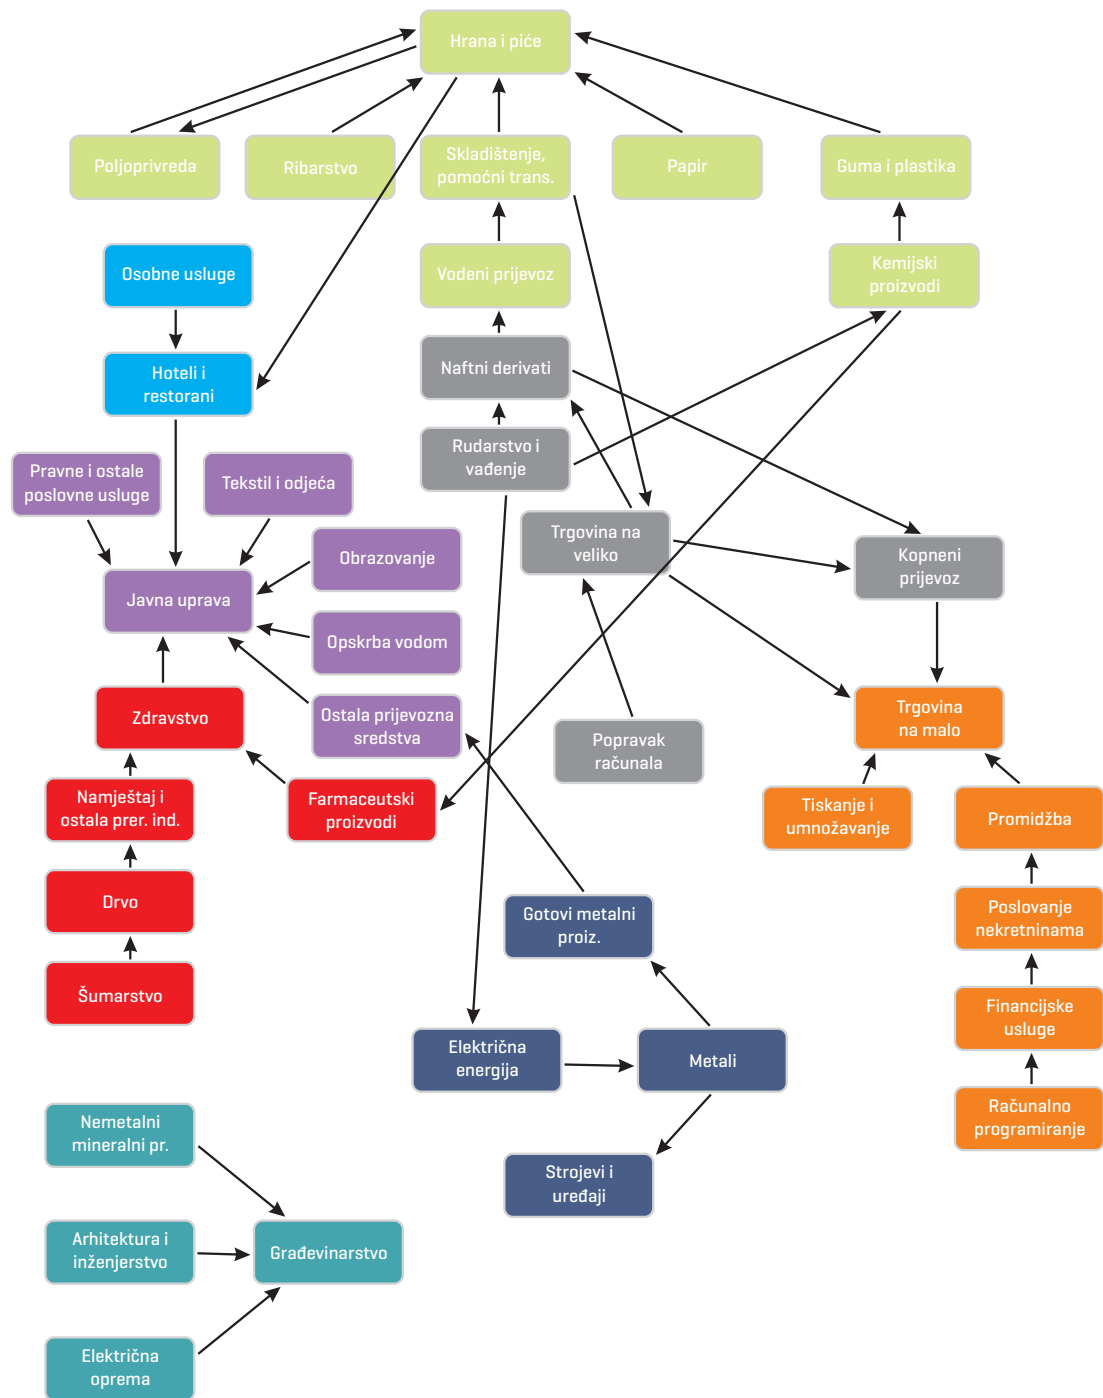 Hrana i piće
Poljoprivreda
Ribarstvo
Skladištenje,
pomoćni trans.
Papir
Guma i plastika
Osobne usluge
Vodeni prijevoz
Kemijski
proizvodi
Hoteli i
restorani
Naftni derivati
Rudarstvo i
vađenje
Pravne i ostale
poslovne usluge
Tekstil i odjeća
Trgovina na
veliko
Obrazovanje
Kopneni
prijevoz
Javna uprava
Opskrba vodom
Zdravstvo
Ostala prijevozna
sredstva
Trgovina
na malo
Popravak
računala
Namještaj i
ostala prer. ind.
Farmaceutski
proizvodi
Tiskanje i
umnožavanje
Promidžba
Drvo
Gotovi metalni
proiz.
Poslovanje
nekretninama
Šumarstvo
Financijske
usluge
Električna
energija
Metali
Računalno
programiranje
Nemetalni
mineralni pr.
Strojevi i
uređaji
Arhitektura i
inženjerstvo
Građevinarstvo
Električna
oprema